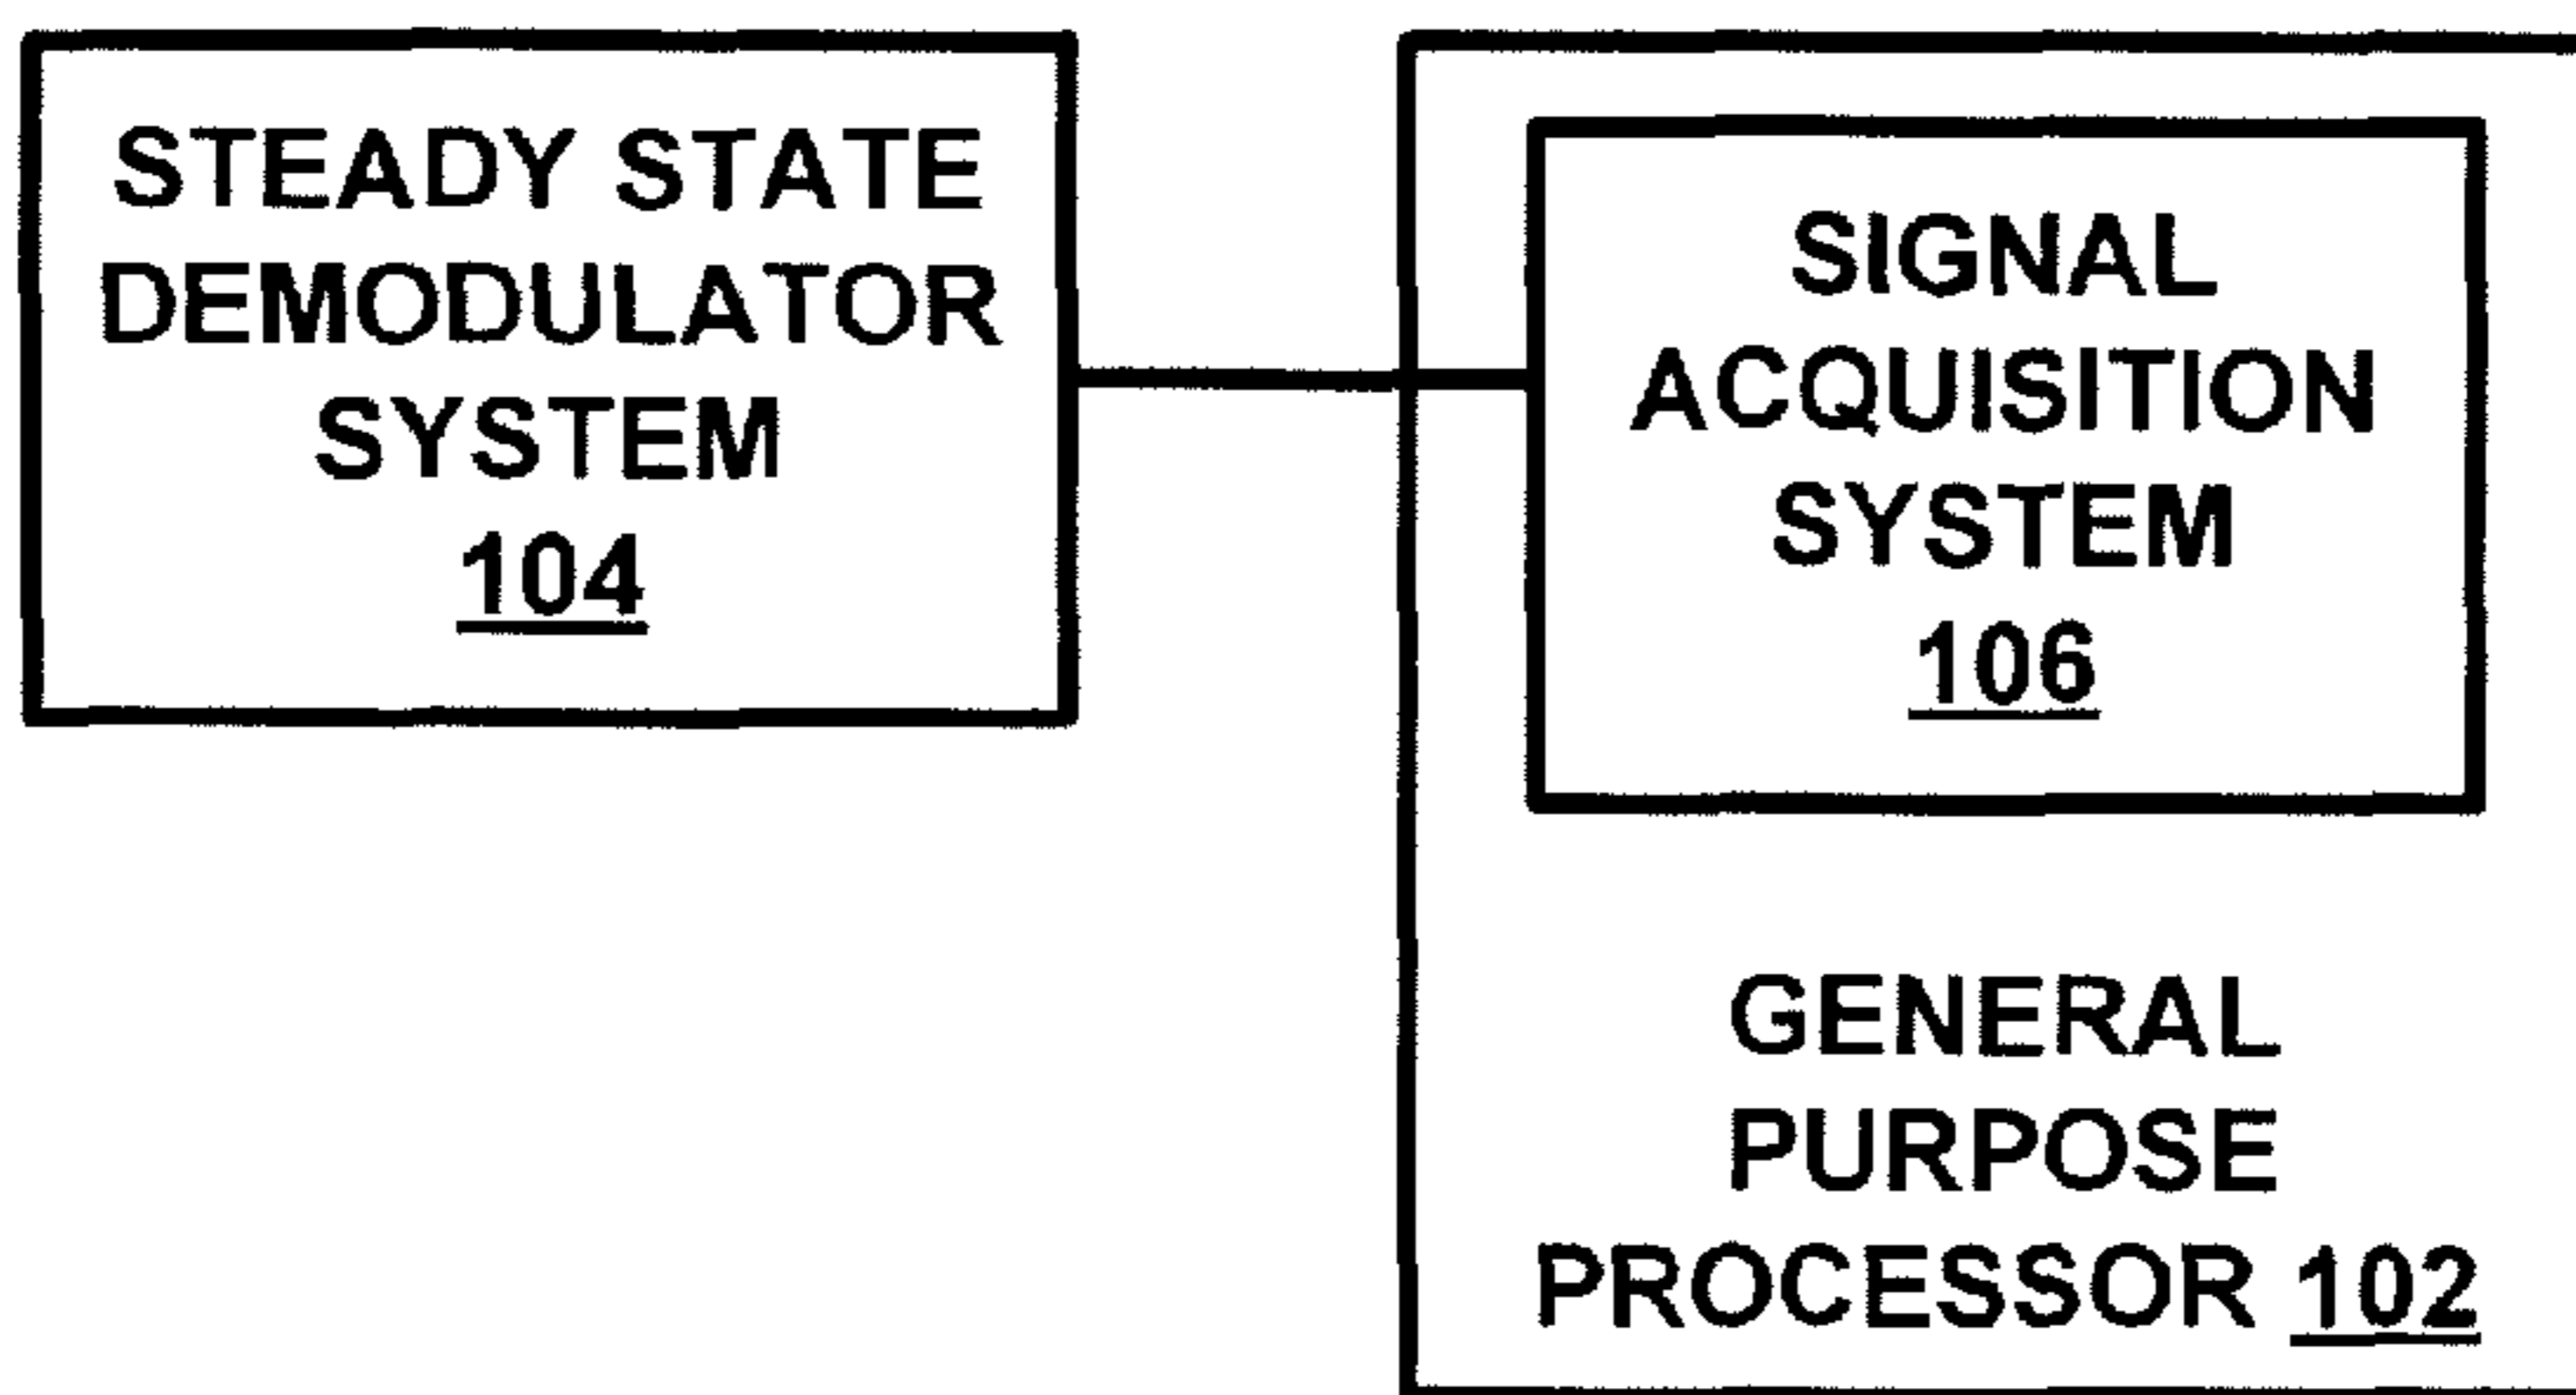 STEADY STATE
DEMODULATOR
SYSTEM
104
SIGNAL
ACQUISITION
SYSTEM
106
GENERAL
PURPOSE
PROCESSOR 102